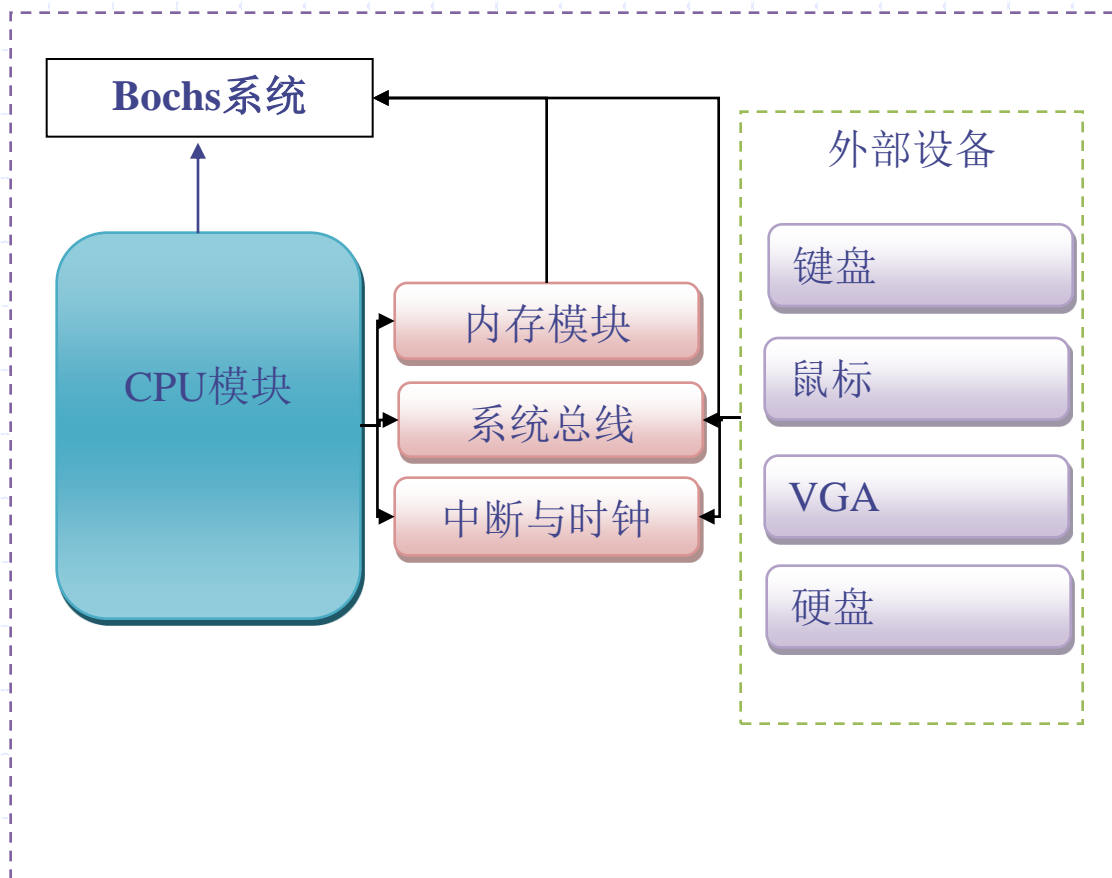 Bochs系统
外部设备
CPU模块
内存模块
系统总线
中断与时钟
键盘
鼠标
VGA
硬盘